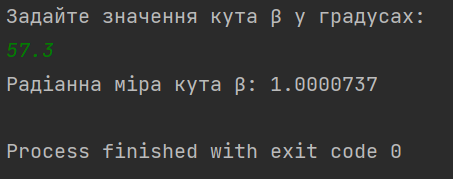 Задайте значення кута β у градусах:
57.3
Радіанна міра кута β: 1.0000737
Process finished with exit code 0